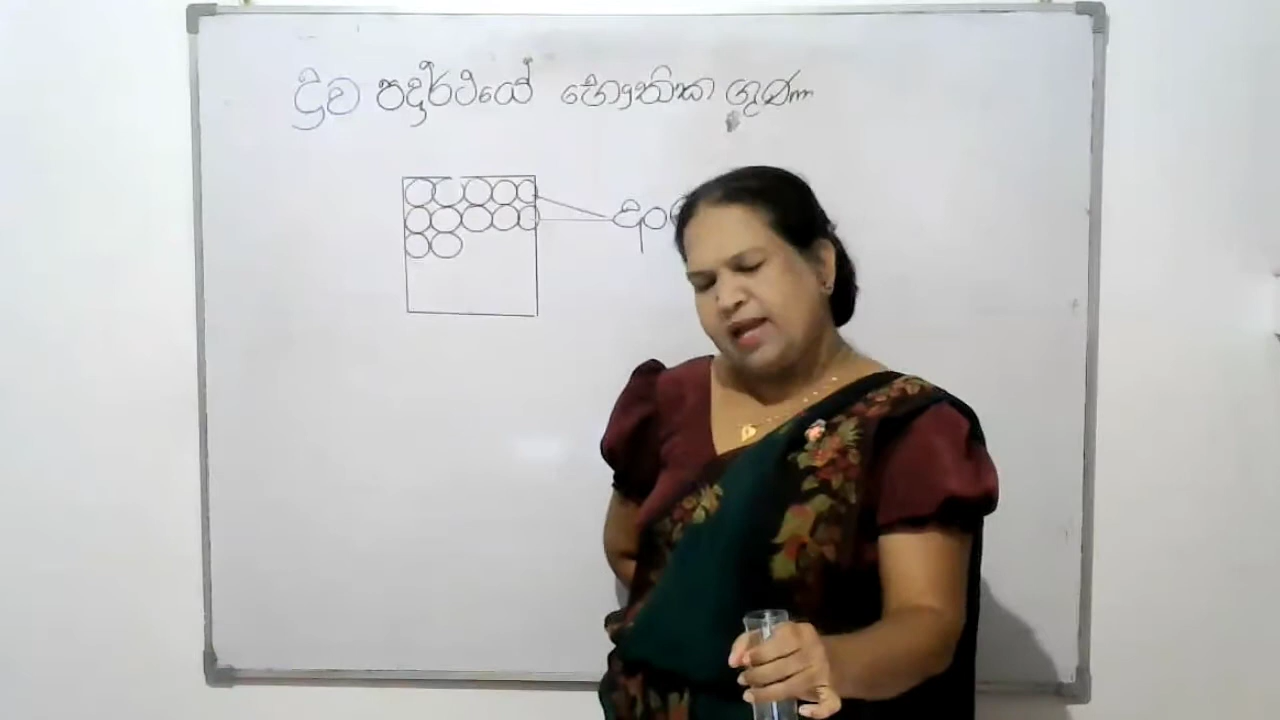 ද්‍රව පදාර්ථයේ භෞතික ගුණ